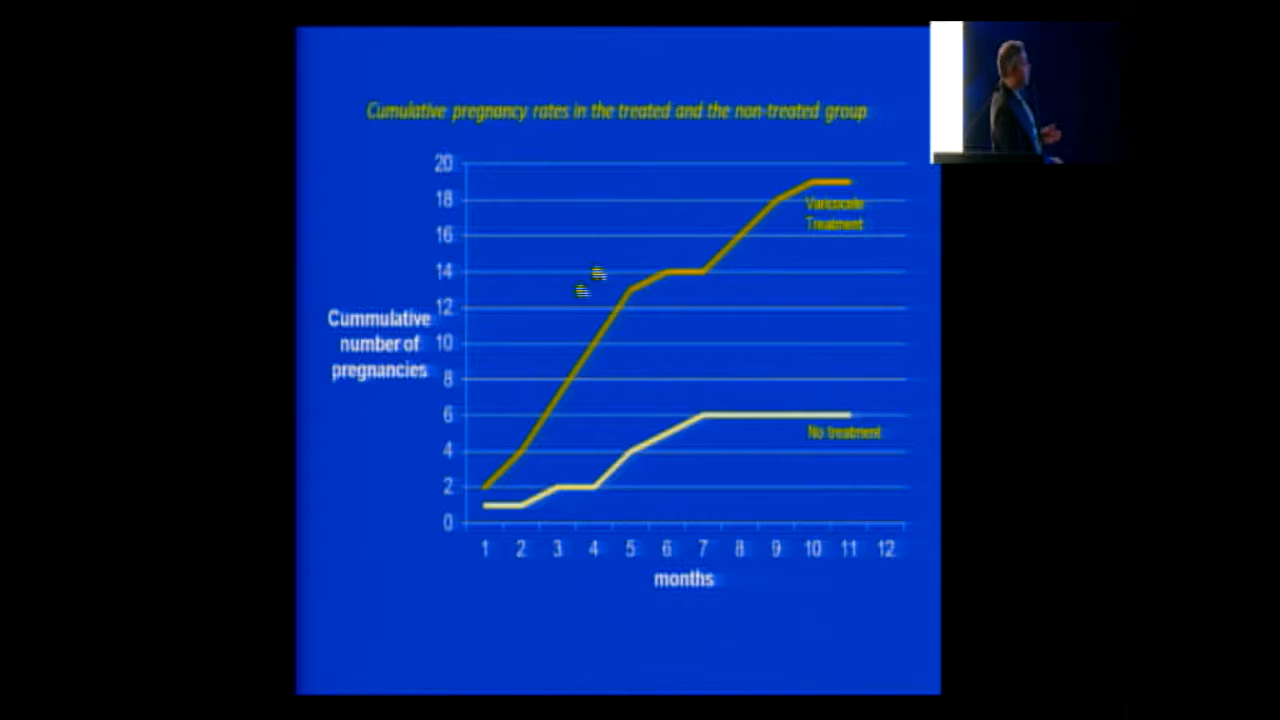 Cumulative pregnancy rates in the treated and the non-treated group
20
18
16
14
12
10
8
6
4
2
0
Cummulative
number of
pregnancies
Varicocele
Treatment
No treatment
1 2 3 4 5 6 7 8 9 10 11 12
months